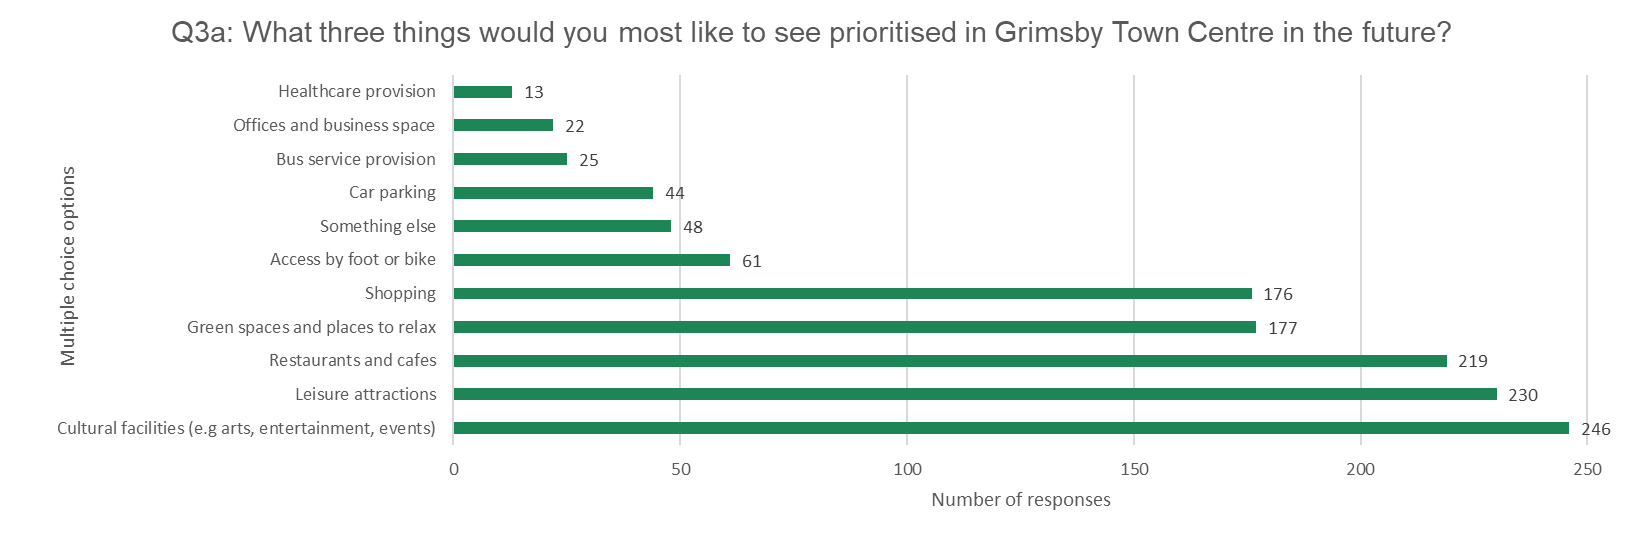 Q3a: What three things would you most like to see prioritised in Grimsby Town Centre in the future?
Multiple choice options
Healthcare provision 13
Offices and business space 22
Bus service provision 25
Car parking 44
Something else 48
Access by foot or bike 61
Shopping 176
Green spaces and places to relax 177
Restaurants and cafes 219
Leisure attractions 230
Cultural facilities (e.g arts, entertainment, events) 246
0 50 100 150 200 250
Number of responses